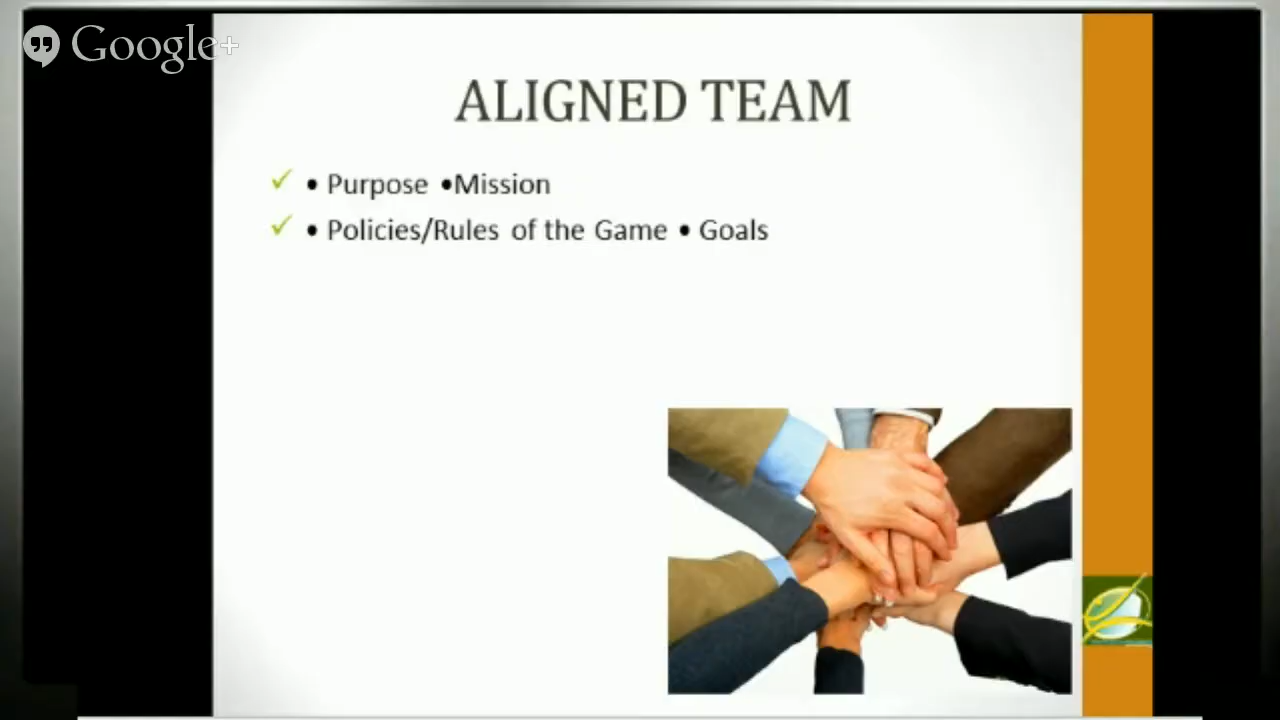 Google+
ALIGNED TEAM
✓ • Purpose •Mission
✓ • Policies/Rules of the Game • Goals